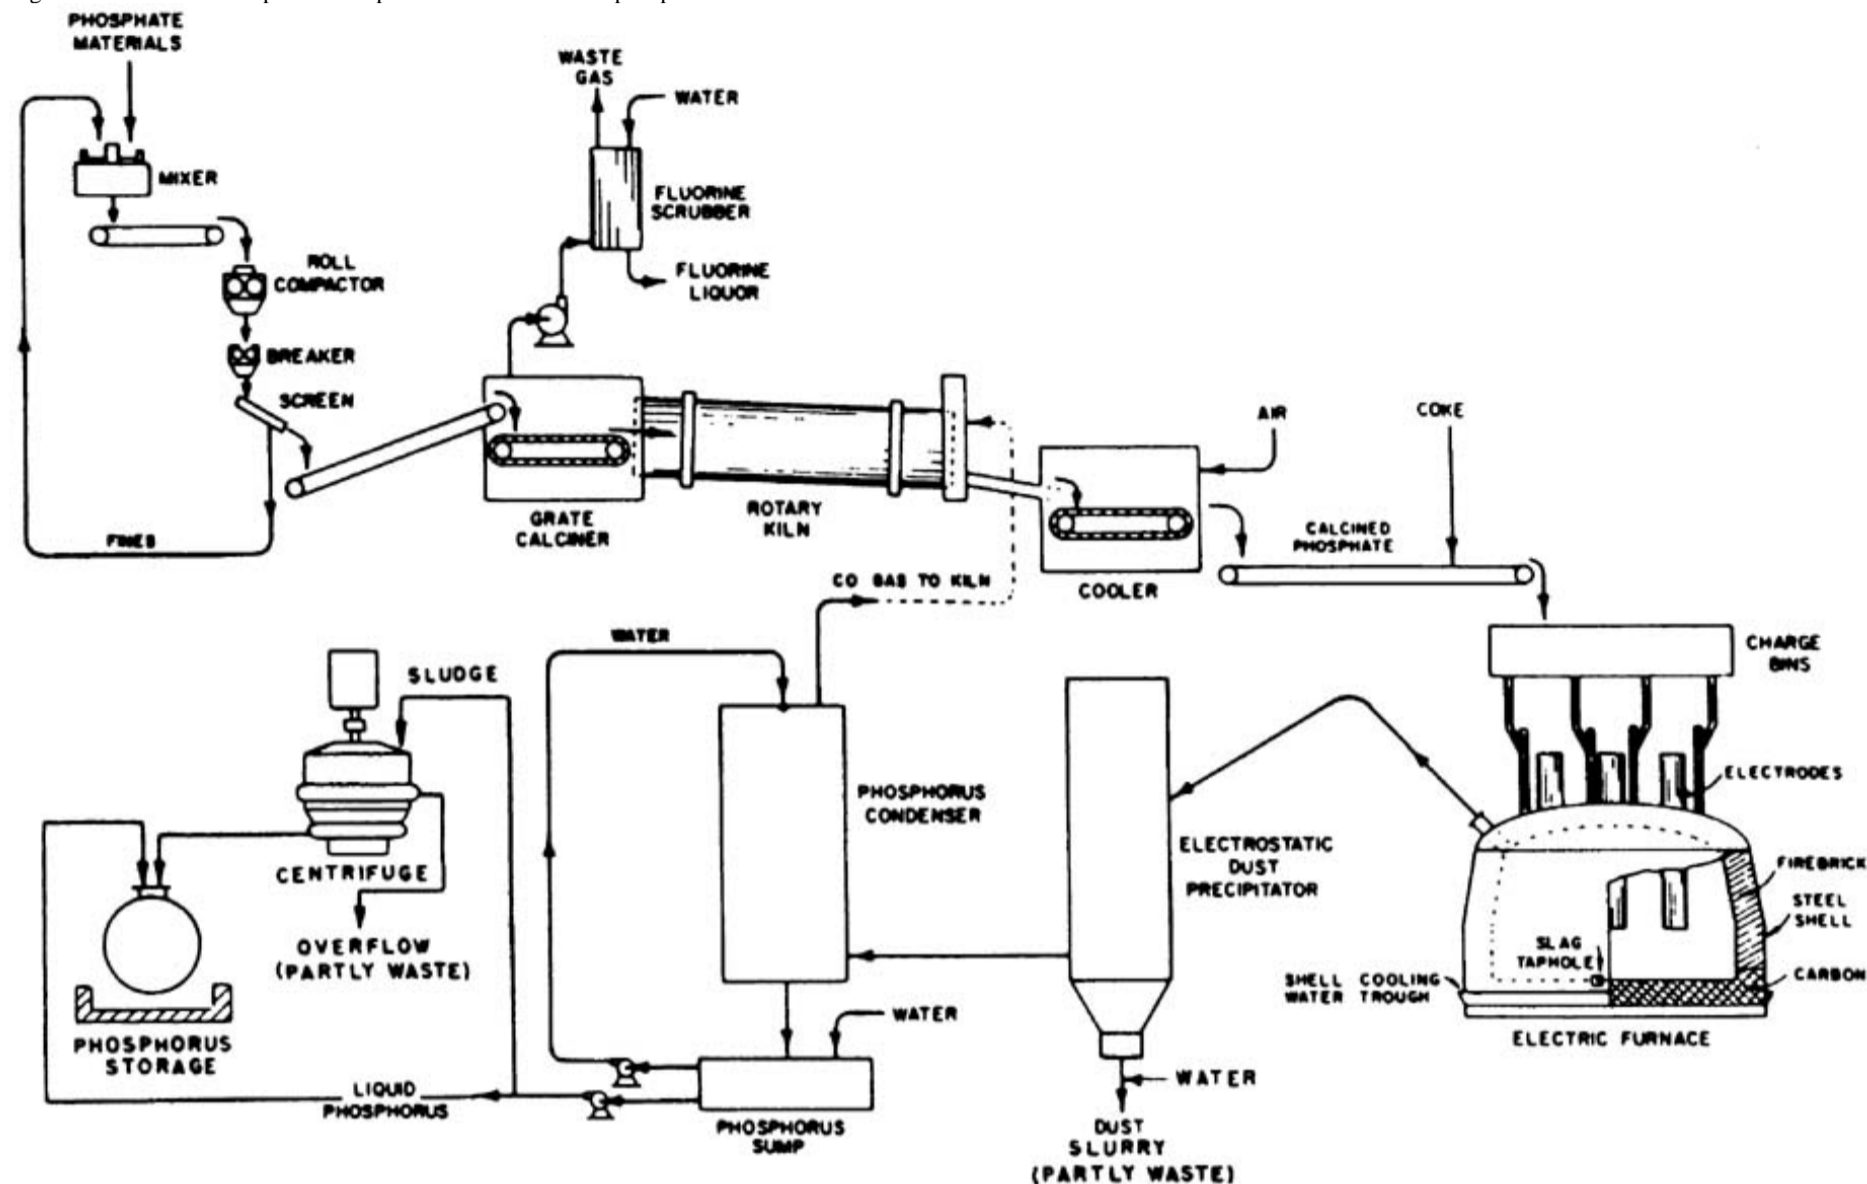 PHOSPHATE
MATERIALS
MIXER
ROLL
COMPACTOR
BREAKER
SCREEN
FINES
WASTE
GAS
WATER
FLUORINE
SCRUBBER
FLUORINE
LIQUOR
GRATE
CALCINER
ROTARY
KILN
AIR
COKE
COOLER
CALCINED
PHOSPHATE
CO GAS TO KILN
CHARGE
BINS
ELECTRODES
FIREBRICK
STEEL
SHELL
CARBON
SLAG
TAPHOLE
SHELL COOLING
WATER TROUGH
ELECTRIC FURNACE
ELECTROSTATIC
DUST
PRECIPITATOR
WATER
DUST
SLURRY
(PARTLY WASTE)
WATER
PHOSPHORUS
CONDENSER
WATER
PHOSPHORUS
SUMP
SLUDGE
CENTRIFUGE
OVERFLOW
(PARTLY WASTE)
PHOSPHORUS
STORAGE
LIQUID
PHOSPHORUS